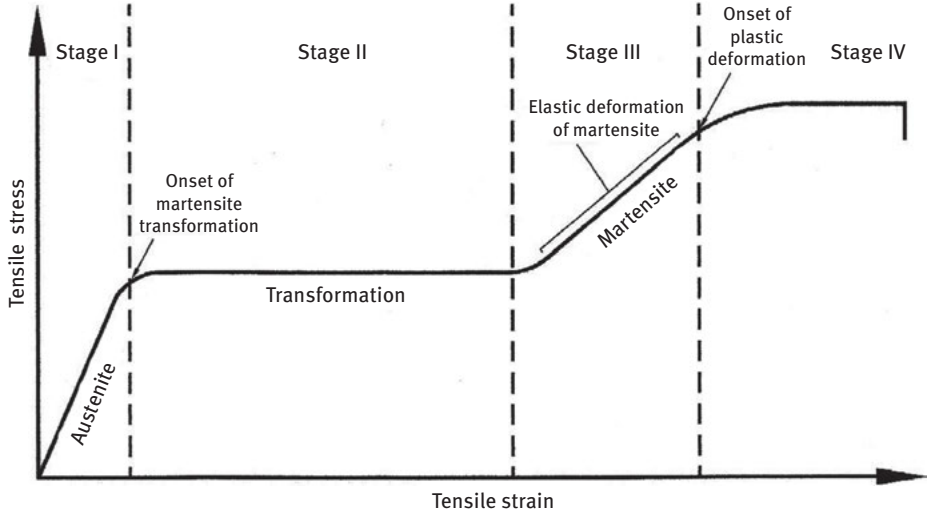 Stage I
Stage II
Stage III
Onset of
plastic
deformation
Stage IV
Elastic deformation
of martensite
Onset of
martensite
transformation
Martensite
Transformation
Austenite
Tensile stress
Tensile strain